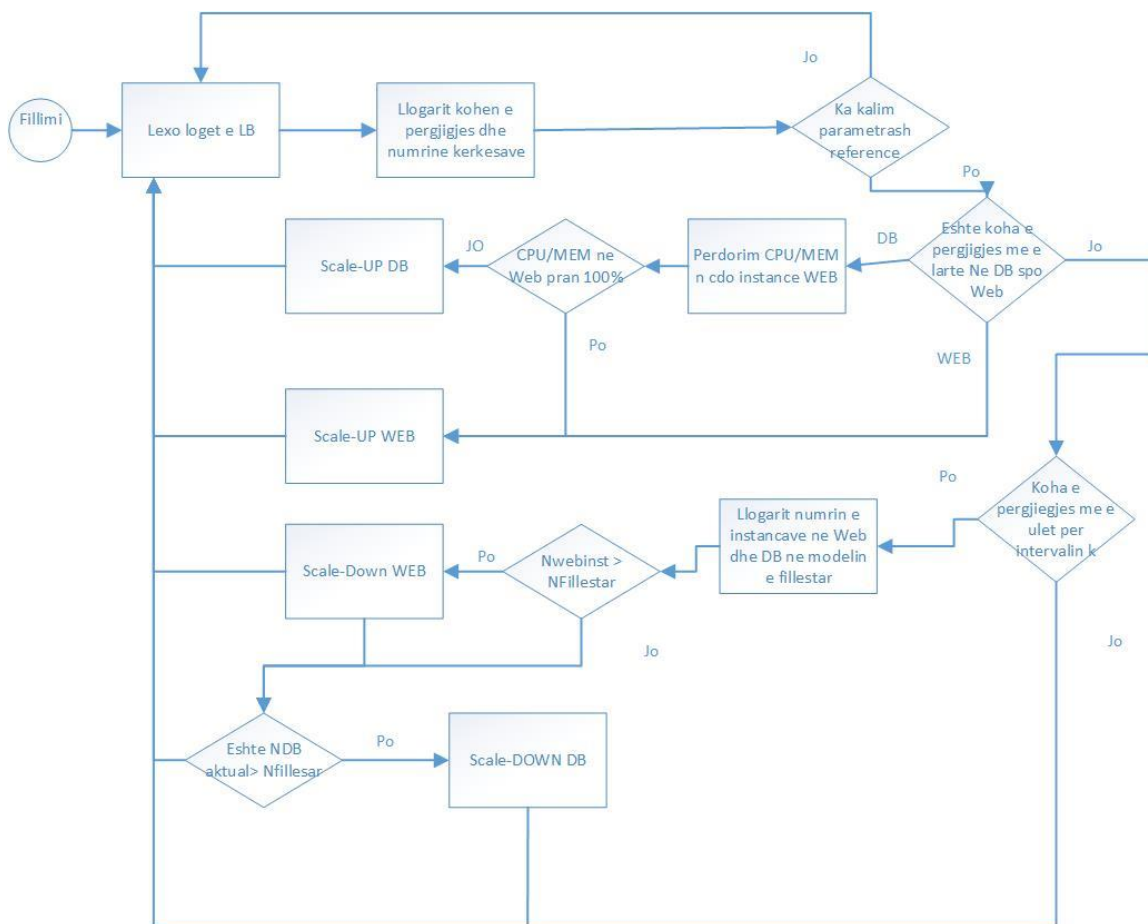 Jo
Fillimi
Lexo loget e LB
Llogarit kohen e
pergjigjes dhe
numrine kerkesave
Ka kalim
parametrash
reference
Po
Eshte koha e
pergjigjes me e
larte Ne DB spo
Web
DB
Jo
Perdorim CPU/MEM
n cdo instance WEB
CPU/MEM ne
Web pran 100%
JO
Scale-UP DB
Po
WEB
Scale-UP WEB
Koha e
pergjiegjes me e
ulet per
intervalin k
Po
Llogarit numrin e
instancave ne Web
dhe DB ne modelin
e fillestar
Nwebinst >
NFillestar
Po
Scale-Down WEB
Jo
Jo
Eshte NDB
aktual> Nfillesar
Po
Scale-DOWN DB